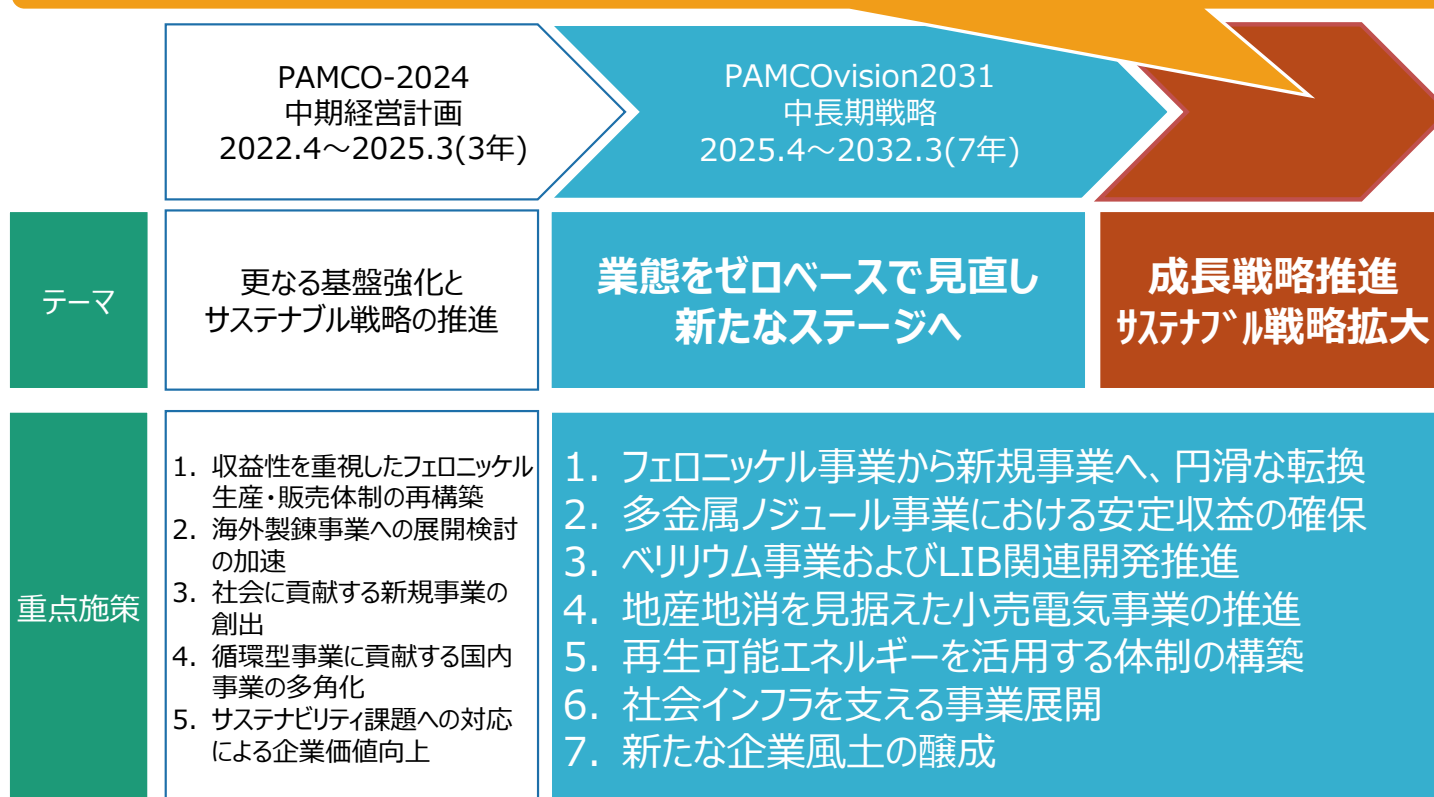 PAMCO-2024
中期経営計画
2022.4～2025.3(3年)
PAMCOvision2031
中長期戦略
2025.4～2032.3(7年)
テーマ
更なる基盤強化と
サステナブル戦略の推進
業態をゼロベースで見直し
新たなステージへ
成長戦略推進
ｻｽﾃﾅﾌﾞﾙ戦略拡大
重点施策
1. 収益性を重視したフェロニッケル
生産・販売体制の再構築
2. 海外製錬事業への展開検討
の加速
3. 社会に貢献する新規事業の
創出
4. 循環型事業に貢献する国内
事業の多角化
5. サステナビリティ課題への対応
による企業価値向上
1. フェロニッケル事業から新規事業へ、円滑な転換
2. 多金属ノジュール事業における安定収益の確保
3. ベリリウム事業およびLIB関連開発推進
4. 地産地消を見据えた小売電気事業の推進
5. 再生可能エネルギーを活用する体制の構築
6. 社会インフラを支える事業展開
7. 新たな企業風土の醸成